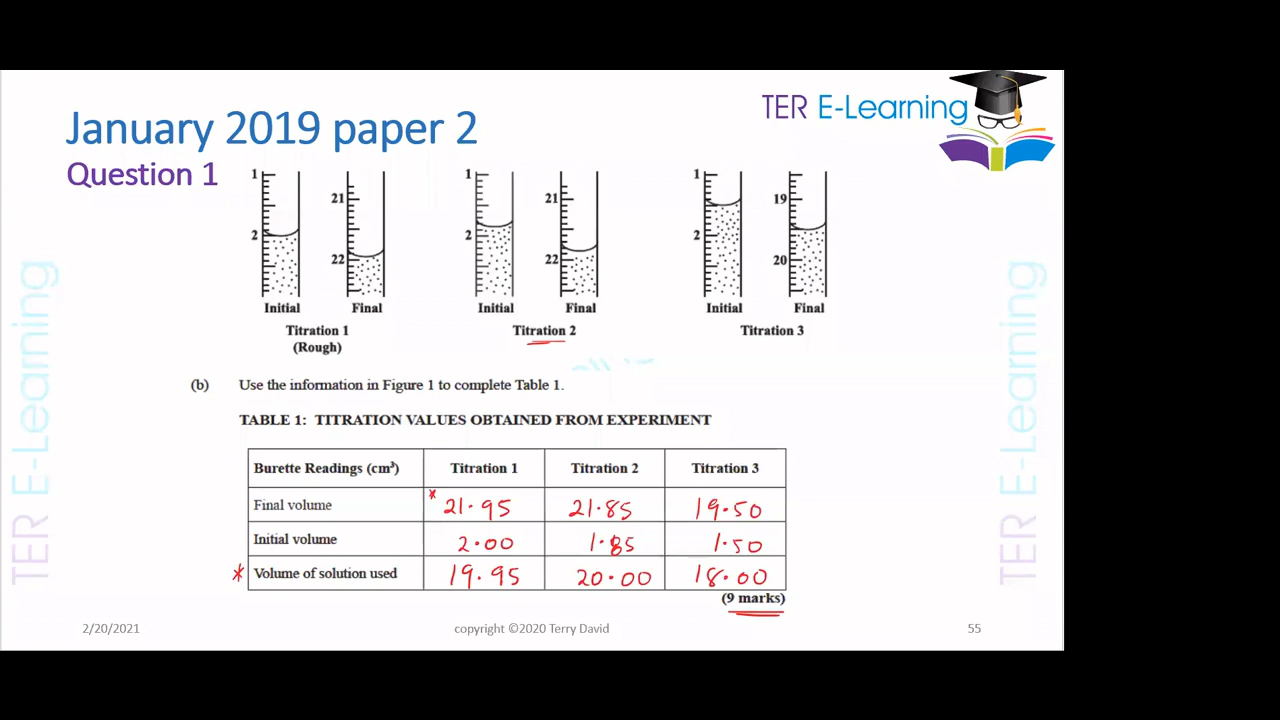 TER E-Learning
January 2019 paper 2
Question 1
1 21 1 21 1 19
2 22 2 22 2 20
Initial Final Initial Final Initial Final
Titration 1 Titration 2 Titration 3
(Rough)
TER E-Learning
TER E-Learning
(b) Use the information in Figure 1 to complete Table 1.
TABLE 1: TITRATION VALUES OBTAINED FROM EXPERIMENT
Burette Readings (cm³) Titration 1 Titration 2 Titration 3
Final volume * 21.95 21.85 19.50
Initial volume 2.00 1.85 1.50
* Volume of solution used 19.95 20.00 18.00
(9 marks)
2/20/2021 copyright ©2020 Terry David 55